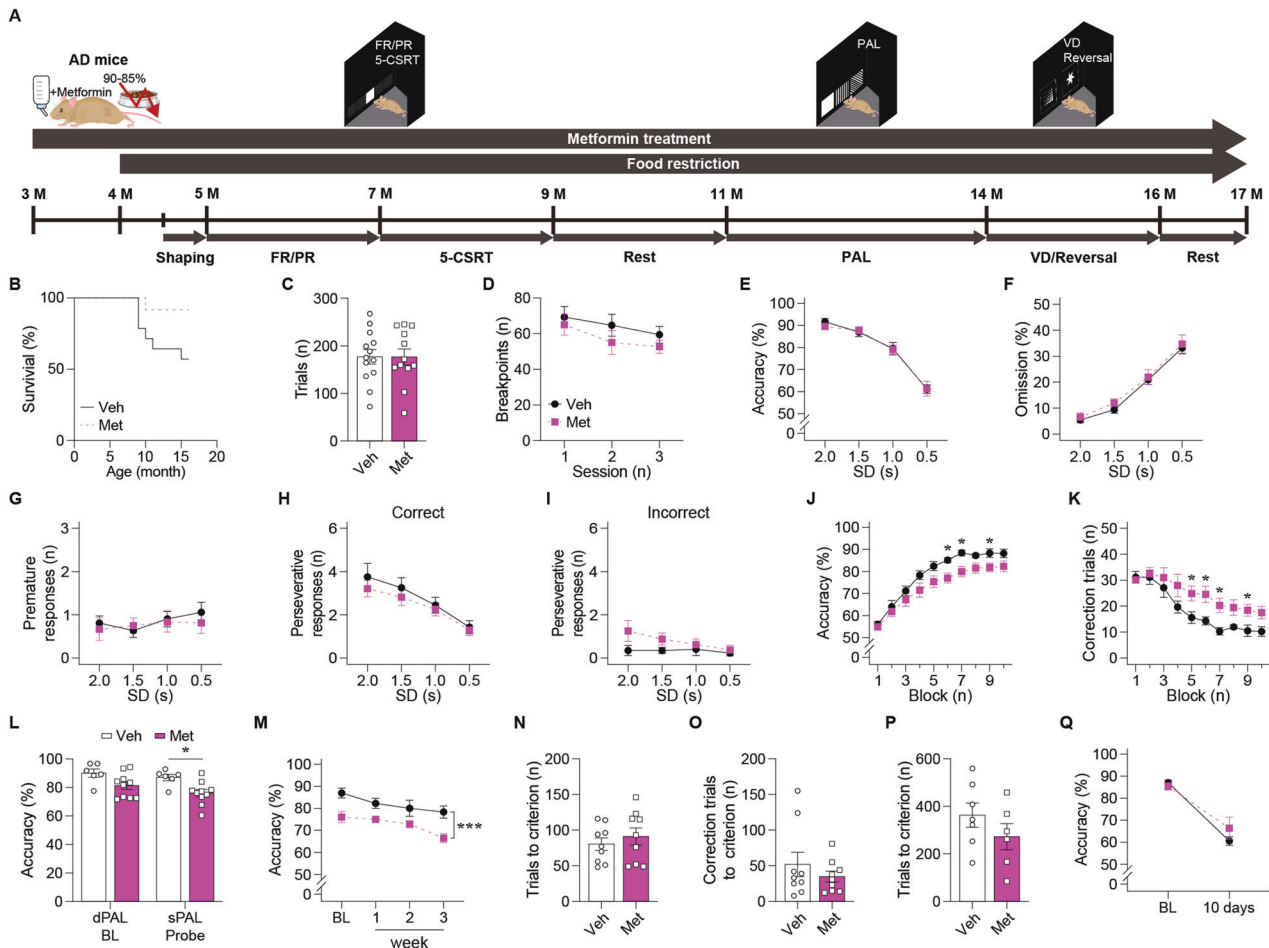 A
AD mice
90-85%
+Metformin
FR/PR
5-CSRT
PAL
VD
Reversal
Metformin treatment
Food restriction
3 M 4 M 5 M 7 M 9 M 11 M 14 M 16 M 17 M
Shaping FR/PR 5-CSRT Rest PAL VD/Reversal Rest
B
Survivial (%)
100
50
0
0 5 10 15 20
Age (month)
Veh
Met
C
Trials (n)
300
200
100
0
Veh Met
D
Breakpoints (n)
80
60
40
20
0
Veh
Met
1 2 3
Session (n)
E
Accuracy (%)
100
90
80
70
60
50
0
2.0 1.5 1.0 0.5
SD (s)
F
Omission (%)
50
40
30
20
10
0
2.0 1.5 1.0 0.5
SD (s)
G
Premature
responses (n)
3
2
1
0
2.0 1.5 1.0 0.5
SD (s)
H
Correct
Perseverative
responses (n)
6
4
2
0
2.0 1.5 1.0 0.5
SD (s)
I
Incorrect
Perseverative
responses (n)
6
4
2
0
2.0 1.5 1.0 0.5
SD (s)
J
Accuracy (%)
100
90
80
70
60
50
0
* * *
1 3 5 7 9
Block (n)
K
Correction trials (n)
50
40
30
20
10
0
* * * *
1 3 5 7 9
Block (n)
L
Veh Met
Accuracy (%)
100
80
60
40
20
0
*
dPAL sPAL
BL Probe
M
Accuracy (%)
100
90
80
70
60
50
0
***
BL 1 2 3
week
N
Trials to criterion (n)
200
150
100
50
0
Veh Met
O
Correction trials
to criterion (n)
200
150
100
50
0
Veh Met
P
Trials to criterion (n)
600
400
200
0
Veh Met
Q
Accuracy (%)
100
90
80
70
60
50
0
BL 10 days